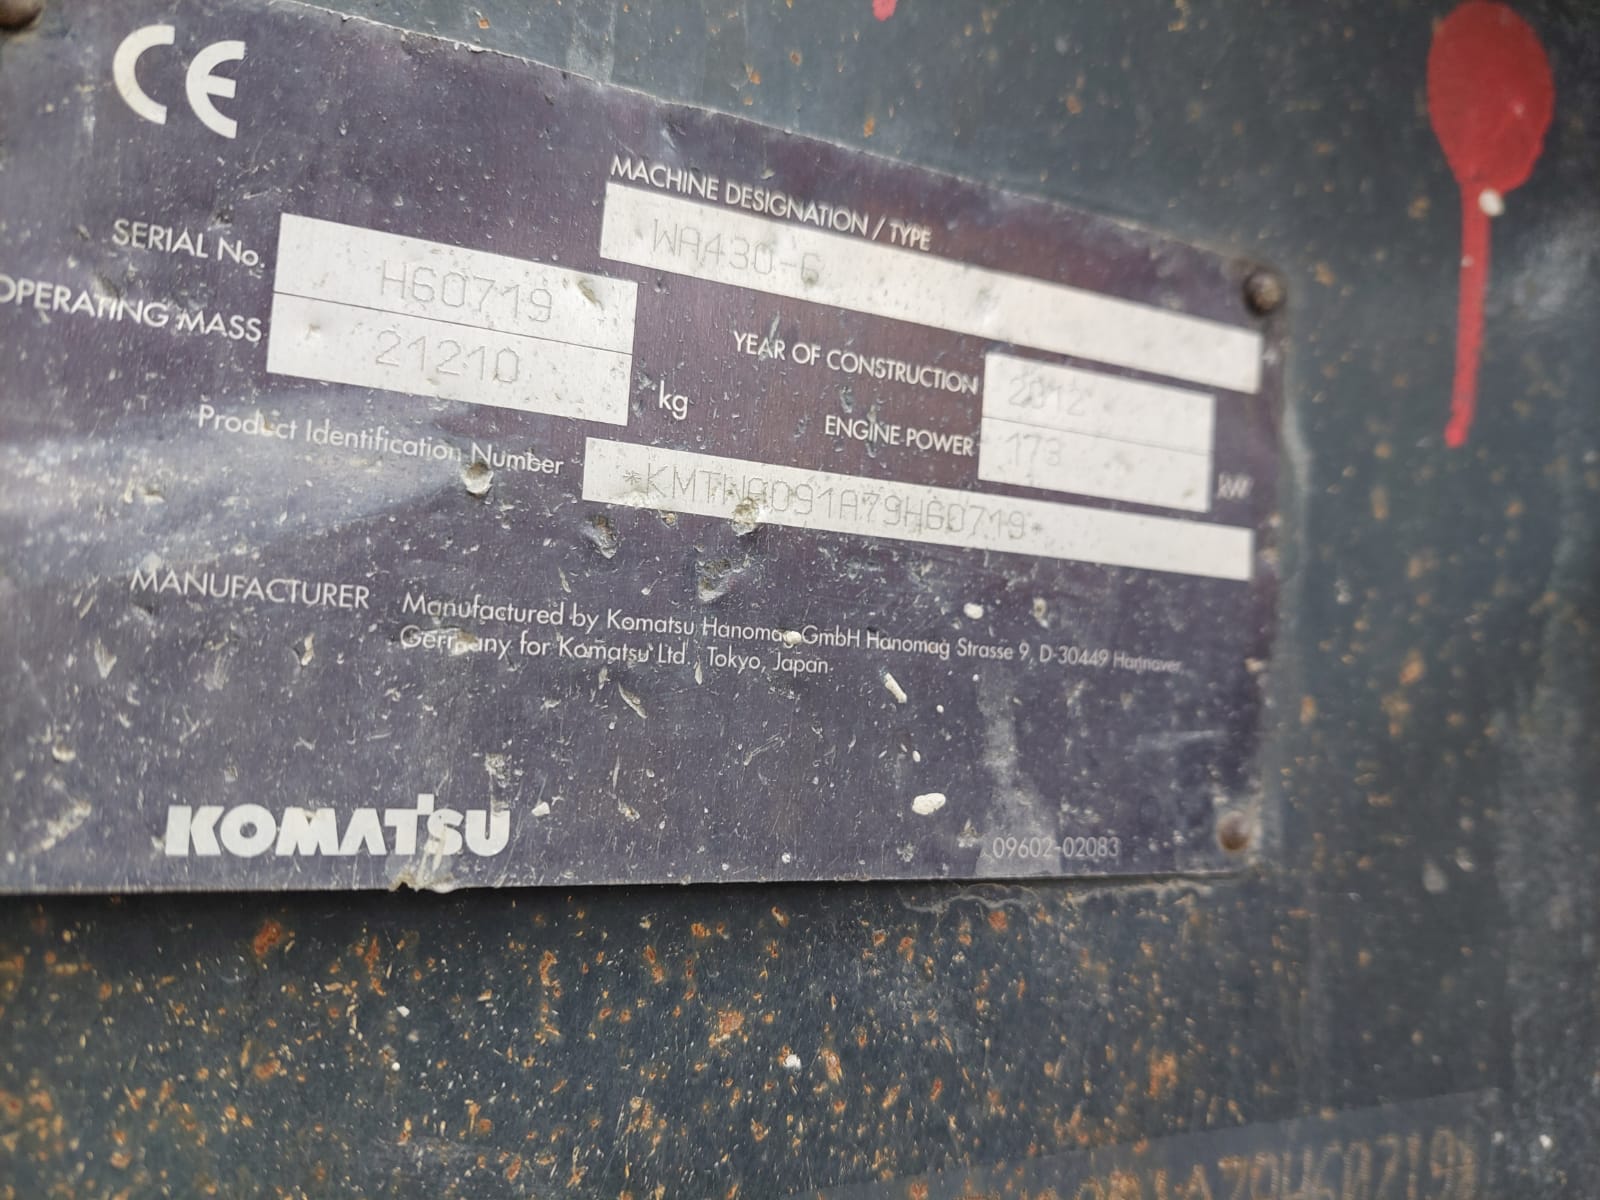 CE
MACHINE DESIGNATION / TYPE
WA430-6
SERIAL No.
H60719
OPERATING MASS
21210
kg
YEAR OF CONSTRUCTION
2012
ENGINE POWER
173
kW
Product Identification Number
*KMTWA091A79H60719*
MANUFACTURER
Manufactured by Komatsu Hanomag GmbH Hanomag Strasse 9, D-30449 Hannover,
Germany for Komatsu Ltd., Tokyo, Japan.
KOMATSU
09602-02083